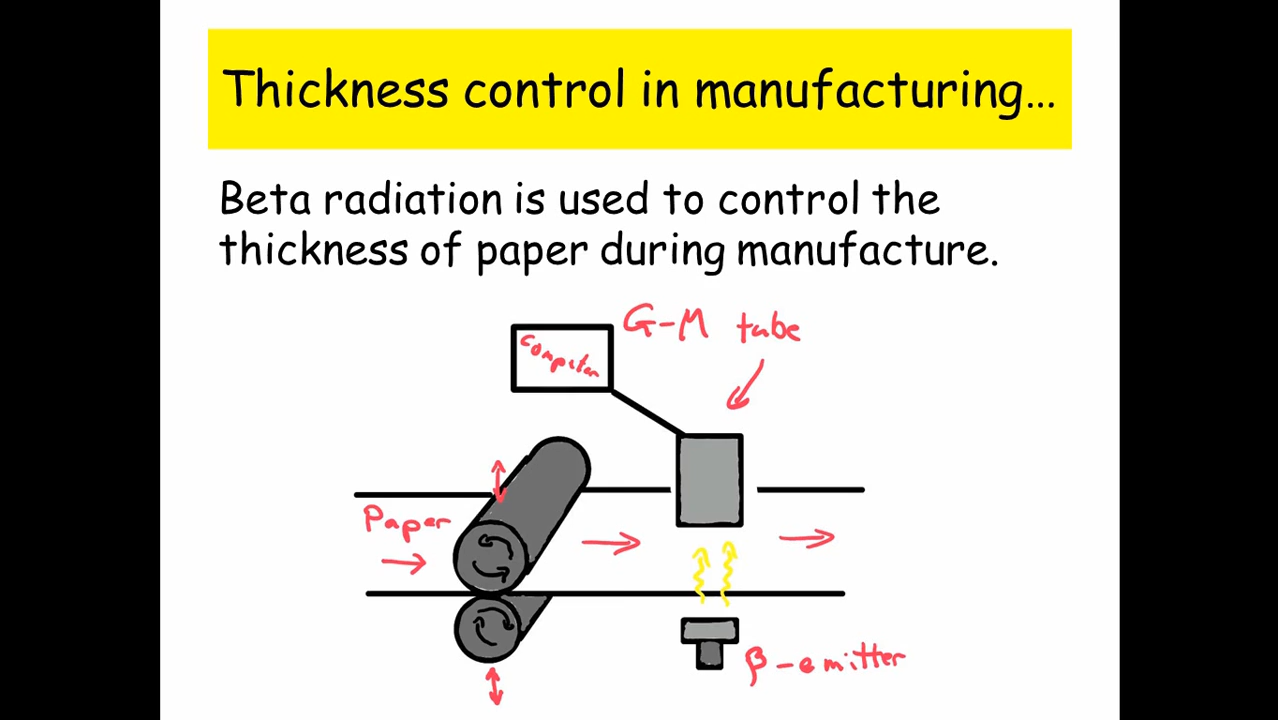 Thickness control in manufacturing...
Beta radiation is used to control the
thickness of paper during manufacture.
G-M tube
computer
Paper
β-emitter